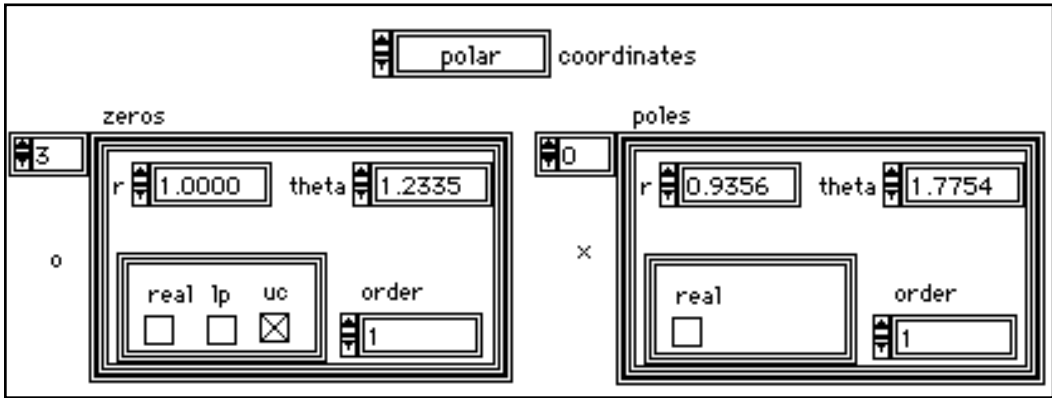 polar coordinates
zeros poles
3 0
r 1.0000 theta 1.2335 r 0.9356 theta 1.7754
o x
real lp uc order real order
1 1